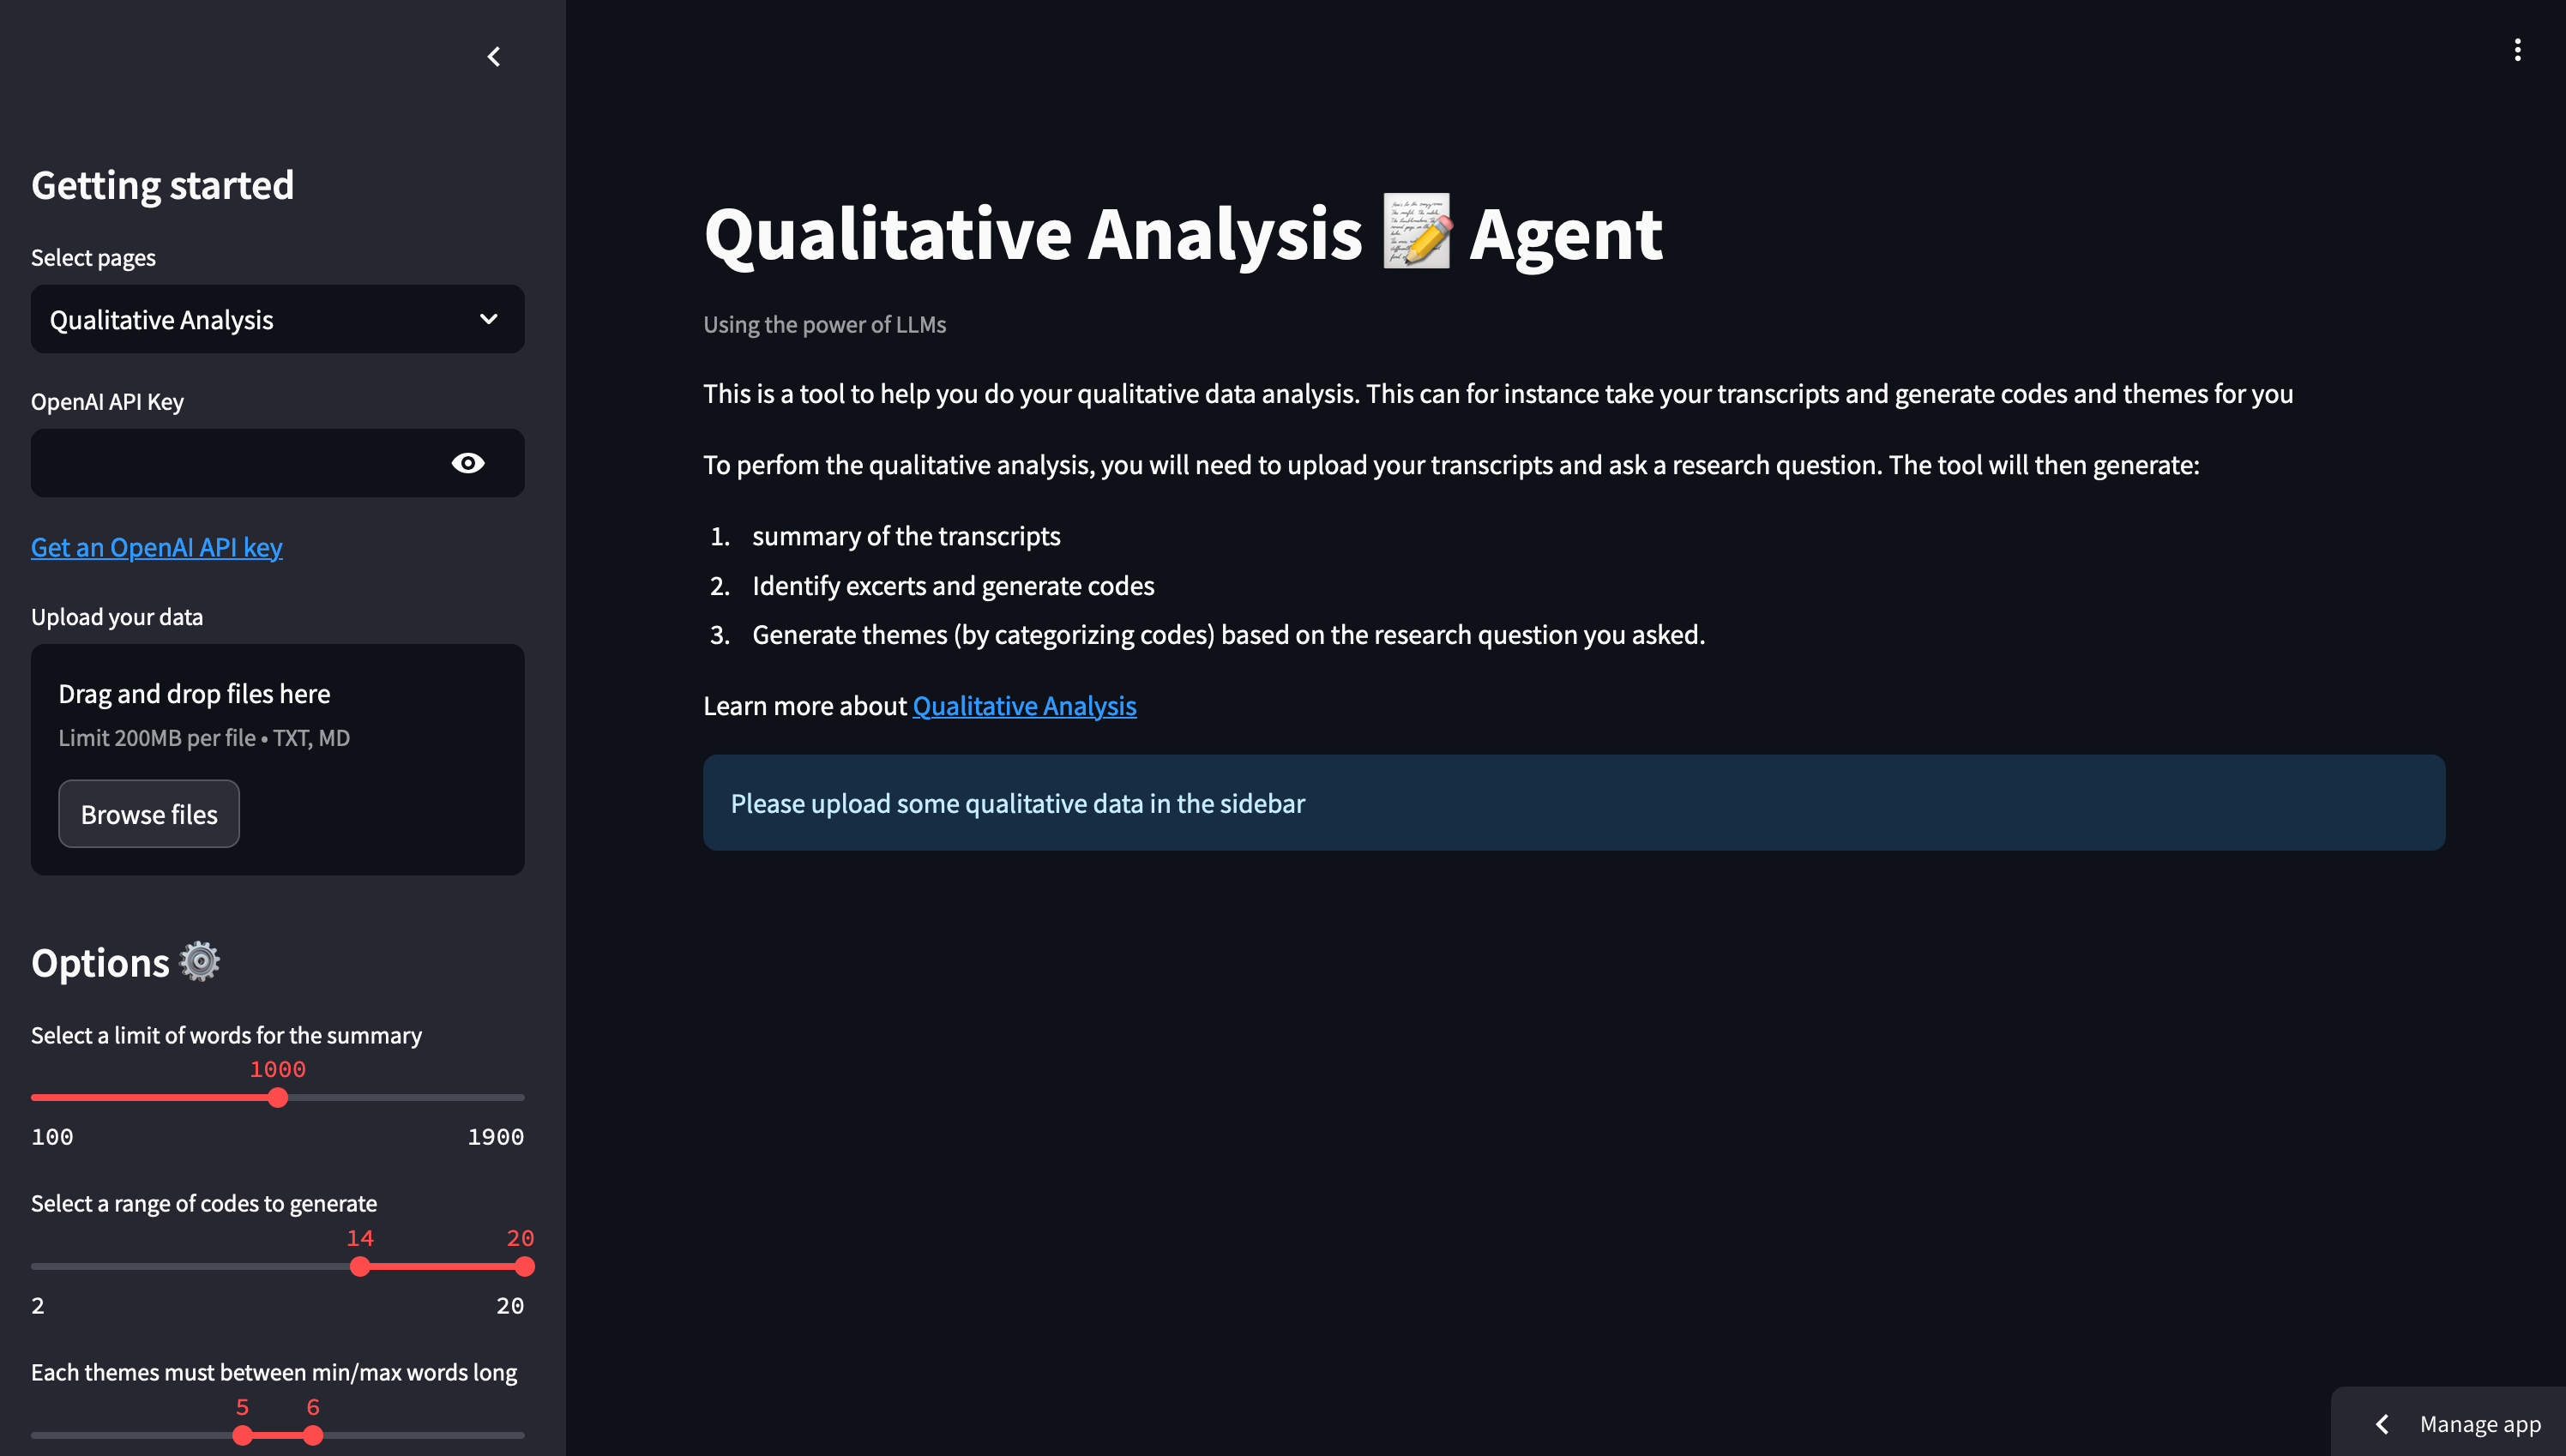 Getting started
Select pages
Qualitative Analysis
OpenAI API Key
Get an OpenAI API key
Upload your data
Drag and drop files here
Limit 200MB per file • TXT, MD
Browse files
Options
Select a limit of words for the summary
1000
100 1900
Select a range of codes to generate
14 20
2 20
Each themes must between min/max words long
5 6
Qualitative Analysis 📝 Agent
Using the power of LLMs
This is a tool to help you do your qualitative data analysis. This can for instance take your transcripts and generate codes and themes for you
To perfom the qualitative analysis, you will need to upload your transcripts and ask a research question. The tool will then generate:
1. summary of the transcripts
2. Identify excerts and generate codes
3. Generate themes (by categorizing codes) based on the research question you asked.
Learn more about Qualitative Analysis
Please upload some qualitative data in the sidebar
Manage app